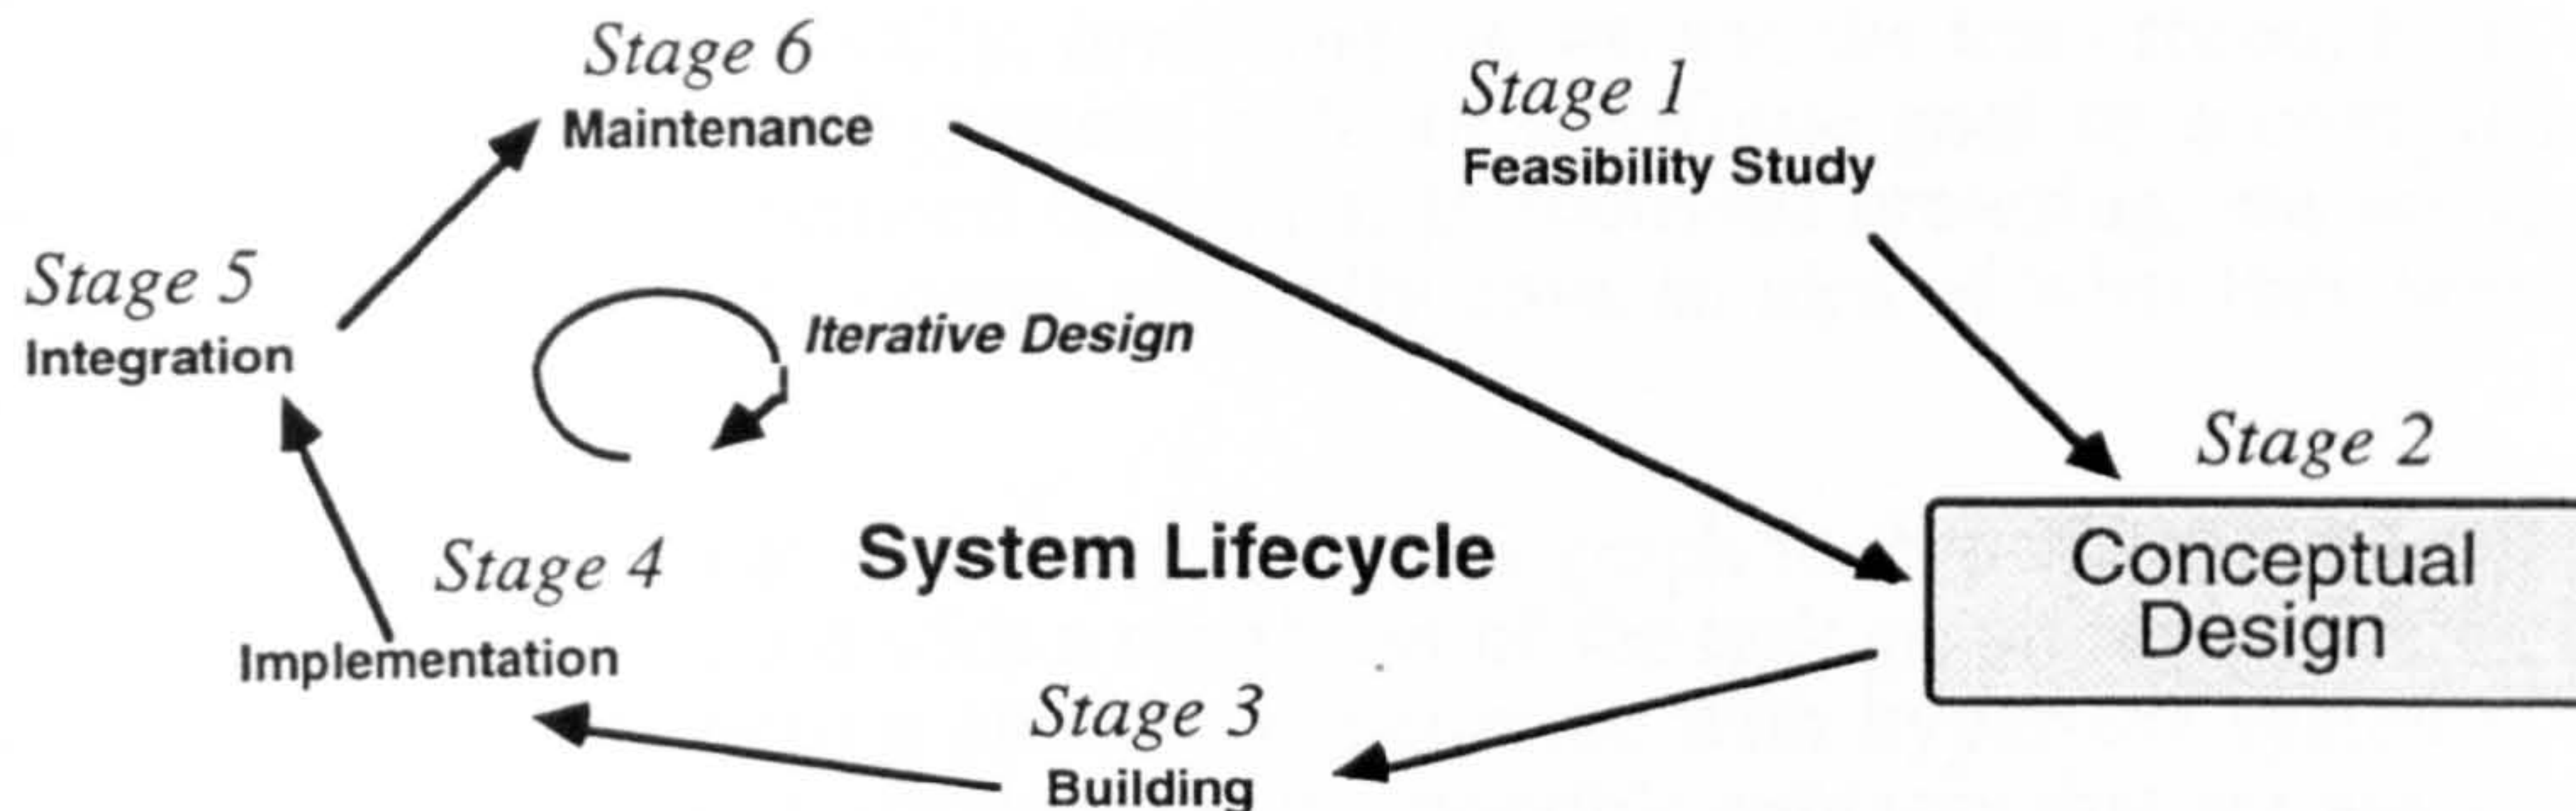 Stage 6
Maintenance
Stage 1
Feasibility Study
Stage 5
Integration
Iterative Design
Stage 2
Conceptual
Design
System Lifecycle
Stage 4
Implementation
Stage 3
Building